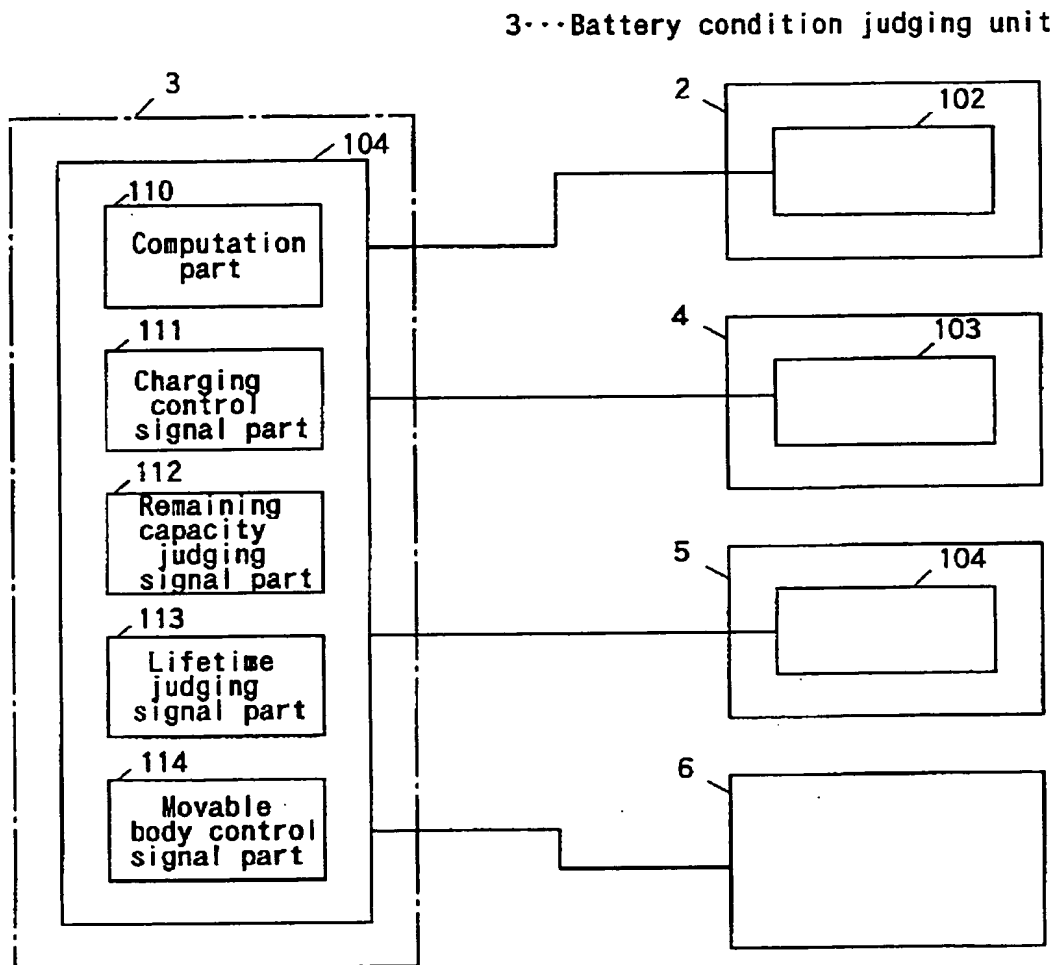 3···Battery condition judging unit
3
104
110
Computation
part
111
Charging
control
signal part
112
Remaining
capacity
judging
signal part
113
Lifetime
judging
signal part
114
Movable
body control
signal part
2
102
4
103
5
104
6